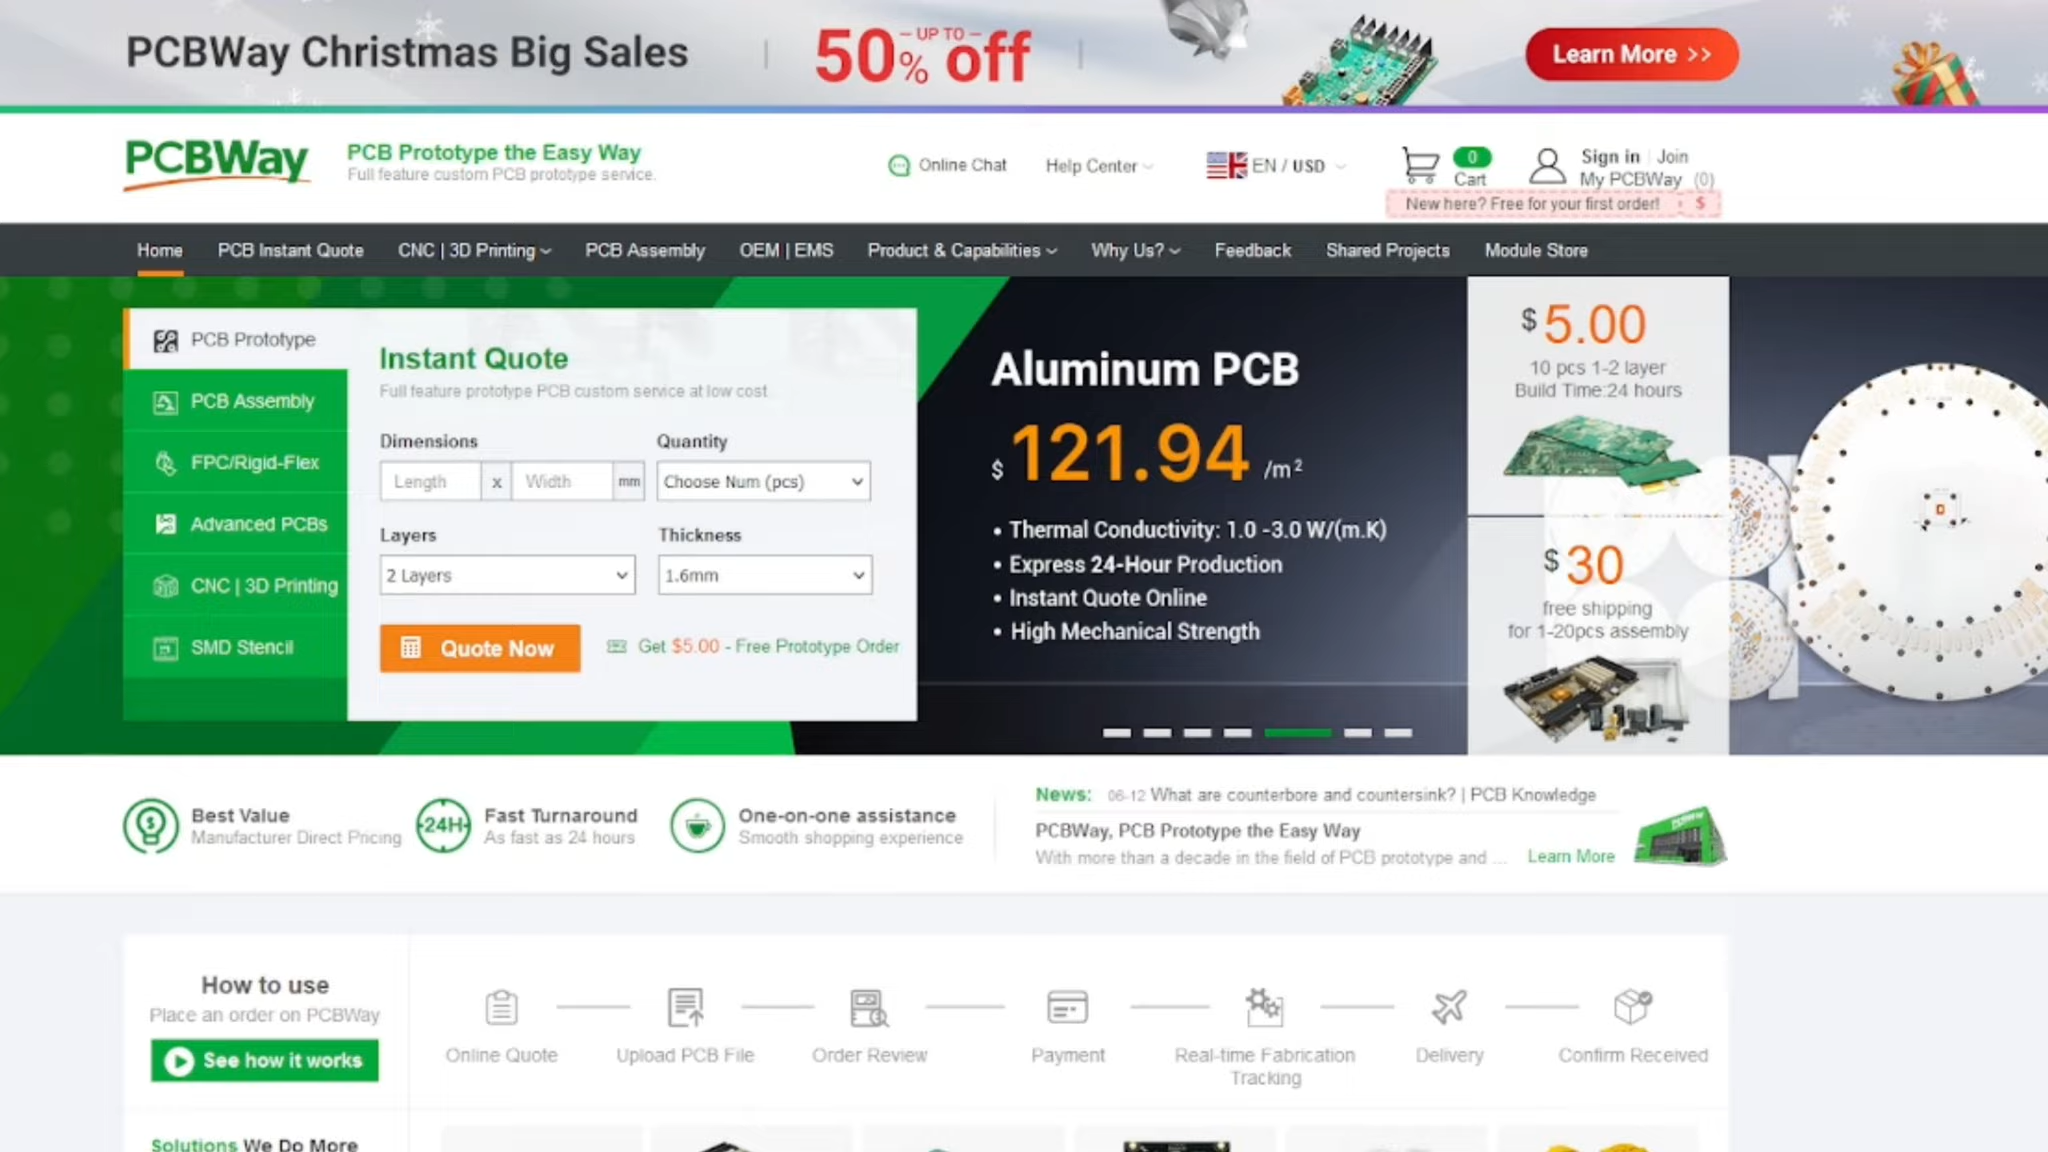 PCBWay Christmas Big Sales
50% UP TO off
Learn More >>
PCBWay
PCB Prototype the Easy Way
Full feature custom PCB prototype service.
Online Chat
Help Center
EN / USD
0
Cart
Sign in | Join
My PCBWay (0)
New here? Free for your first order! $
Home
PCB Instant Quote
CNC | 3D Printing
PCB Assembly
OEM | EMS
Product & Capabilities
Why Us?
Feedback
Shared Projects
Module Store
PCB Prototype
PCB Assembly
FPC/Rigid-Flex
Advanced PCBs
CNC | 3D Printing
SMD Stencil
Instant Quote
Full feature prototype PCB custom service at low cost
Dimensions
Quantity
Length x Width mm
Choose Num (pcs)
Layers
Thickness
2 Layers
1.6mm
Quote Now
Get $5.00 - Free Prototype Order
Aluminum PCB
$ 121.94 /m²
• Thermal Conductivity: 1.0 -3.0 W/(m.K)
• Express 24-Hour Production
• Instant Quote Online
• High Mechanical Strength
$ 5.00
10 pcs 1-2 layer
Build Time:24 hours
$ 30
free shipping
for 1-20pcs assembly
Best Value
Manufacturer Direct Pricing
24H
Fast Turnaround
As fast as 24 hours
One-on-one assistance
Smooth shopping experience
News: 06-12 What are counterbore and countersink? | PCB Knowledge
PCBWay, PCB Prototype the Easy Way
With more than a decade in the field of PCB prototype and ... Learn More
How to use
Place an order on PCBWay
See how it works
Online Quote
Upload PCB File
Order Review
Payment
Real-time Fabrication
Tracking
Delivery
Confirm Received
Solutions We Do More